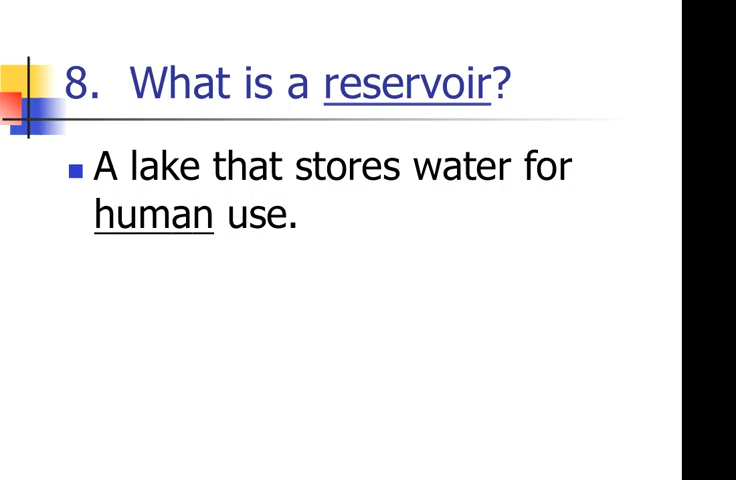 8. What is a reservoir?
A lake that stores water for
human use.